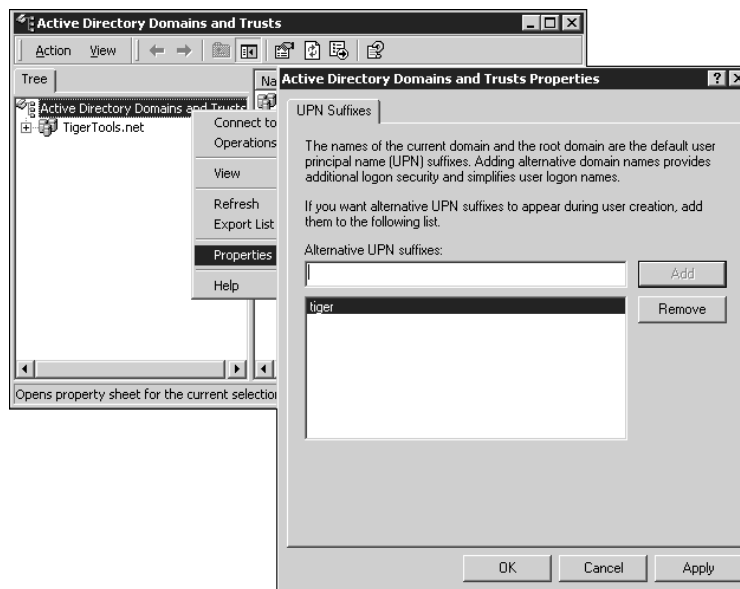 Active Directory Domains and Trusts
Action View
Tree
Na
Active Directory Domains and Trusts
TigerTools.net
Connect to
Operations
View
Refresh
Export List
Properties
Help
Opens property sheet for the current selection
Active Directory Domains and Trusts Properties
UPN Suffixes
The names of the current domain and the root domain are the default user
principal name (UPN) suffixes. Adding alternative domain names provides
additional logon security and simplifies user logon names.
If you want alternative UPN suffixes to appear during user creation, add
them to the following list.
Alternative UPN suffixes:
Add
tiger
Remove
OK Cancel Apply